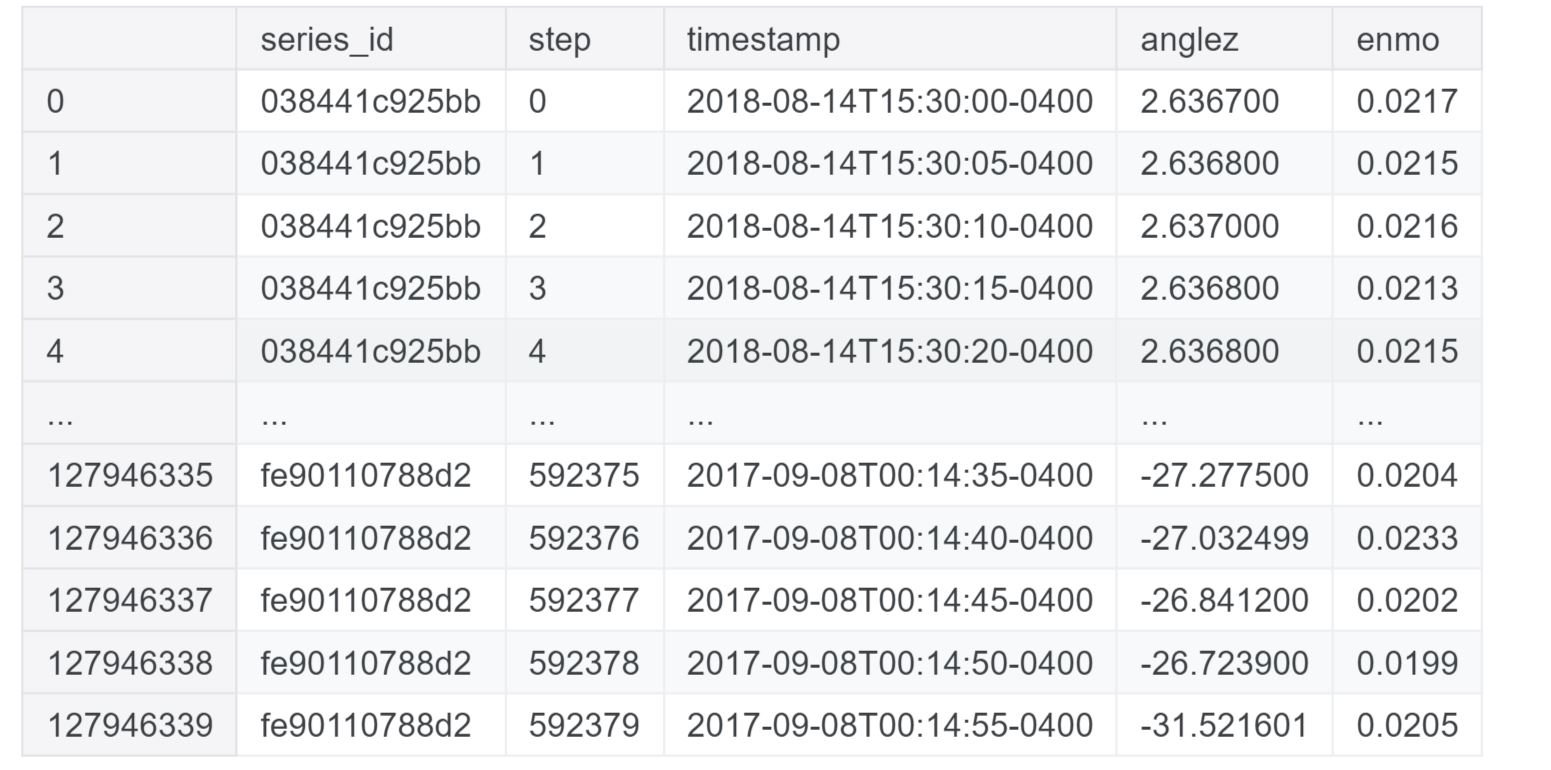 series_id step timestamp anglez enmo
0 038441c925bb 0 2018-08-14T15:30:00-0400 2.636700 0.0217
1 038441c925bb 1 2018-08-14T15:30:05-0400 2.636800 0.0215
2 038441c925bb 2 2018-08-14T15:30:10-0400 2.637000 0.0216
3 038441c925bb 3 2018-08-14T15:30:15-0400 2.636800 0.0213
4 038441c925bb 4 2018-08-14T15:30:20-0400 2.636800 0.0215
... ... ... ... ... ...
127946335 fe90110788d2 592375 2017-09-08T00:14:35-0400 -27.277500 0.0204
127946336 fe90110788d2 592376 2017-09-08T00:14:40-0400 -27.032499 0.0233
127946337 fe90110788d2 592377 2017-09-08T00:14:45-0400 -26.841200 0.0202
127946338 fe90110788d2 592378 2017-09-08T00:14:50-0400 -26.723900 0.0199
127946339 fe90110788d2 592379 2017-09-08T00:14:55-0400 -31.521601 0.0205